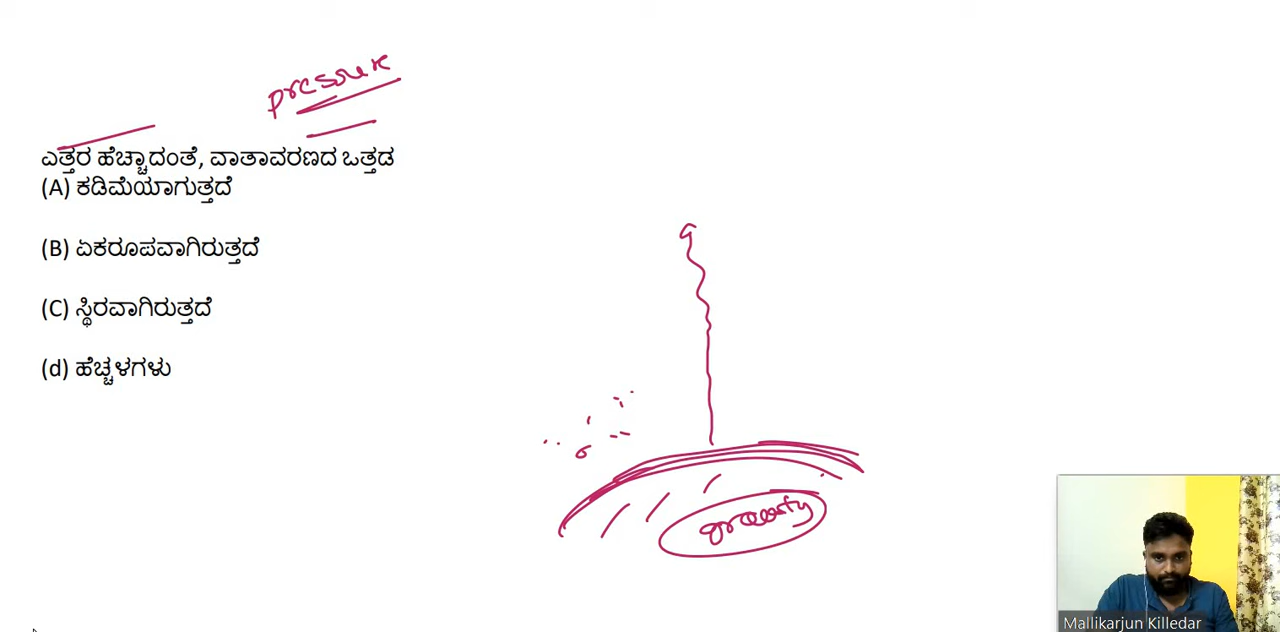 pressure
ಎತ್ತರ ಹೆಚ್ಚಾದಂತೆ, ವಾತಾವರಣದ ಒತ್ತಡ
(A) ಕಡಿಮೆಯಾಗುತ್ತದೆ
(B) ಏಕರೂಪವಾಗಿರುತ್ತದೆ
(C) ಸ್ಥಿರವಾಗಿರುತ್ತದೆ
(d) ಹೆಚ್ಚಳಗಳು
gravity
Mallikarjun Killedar